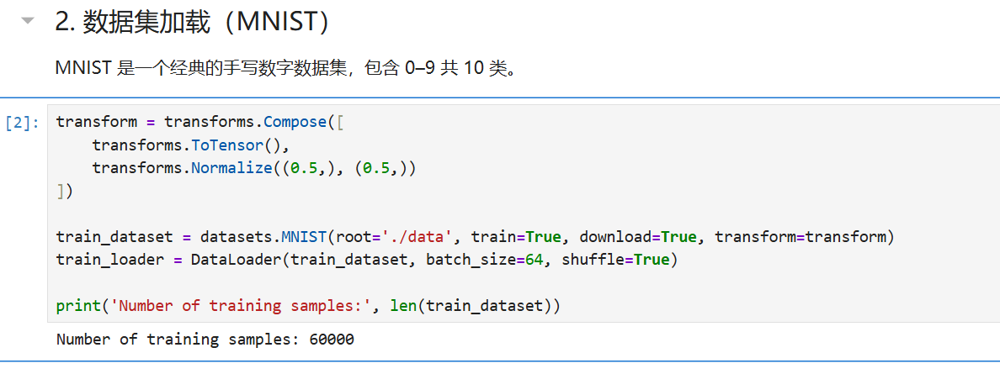 2. 数据集加载（MNIST）
MNIST 是一个经典的手写数字数据集，包含 0–9 共 10 类。
[2]:
transform = transforms.Compose([
    transforms.ToTensor(),
    transforms.Normalize((0.5,), (0.5,))
])
train_dataset = datasets.MNIST(root='./data', train=True, download=True, transform=transform)
train_loader = DataLoader(train_dataset, batch_size=64, shuffle=True)
print('Number of training samples:', len(train_dataset))
Number of training samples: 60000